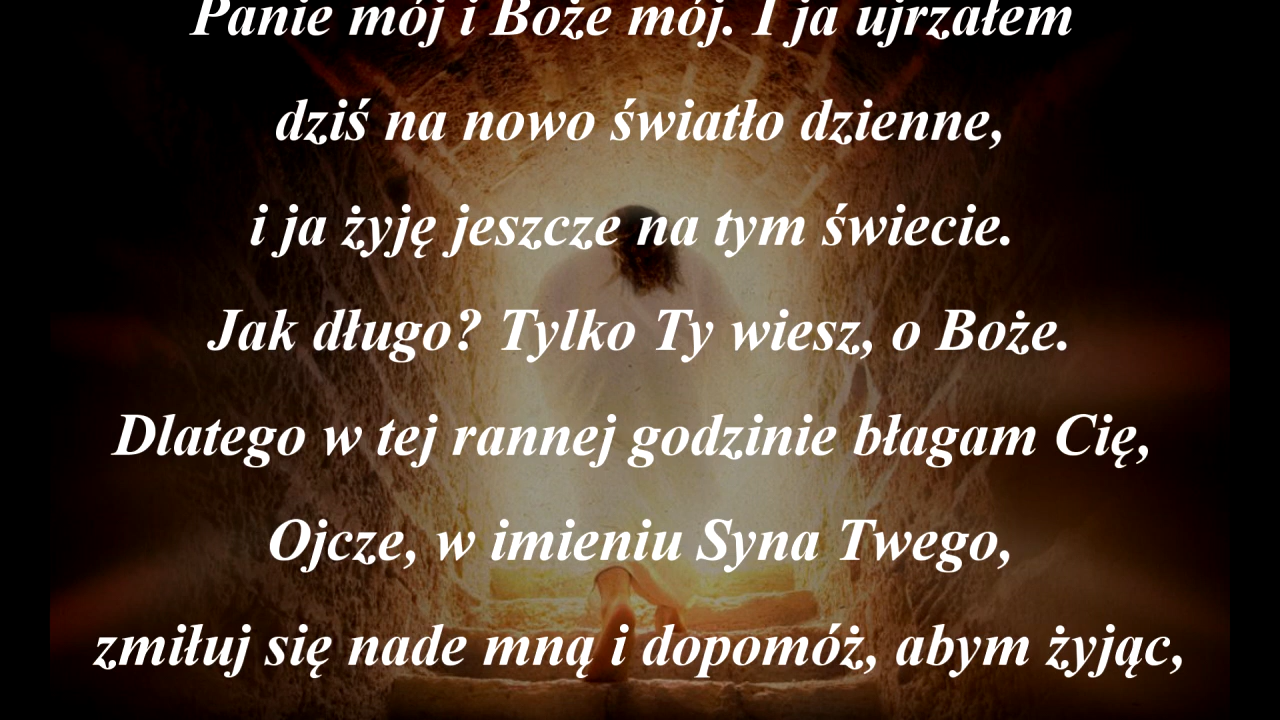 Panie mój i Boże mój. I ja ujrzałem
dziś na nowo światło dzienne,
i ja żyję jeszcze na tym świecie.
Jak długo? Tylko Ty wiesz, o Boże.
Dlatego w tej rannej godzinie błagam Cię,
Ojcze, w imieniu Syna Twego,
zmiłuj się nade mną i dopomóż, abym żyjąc,